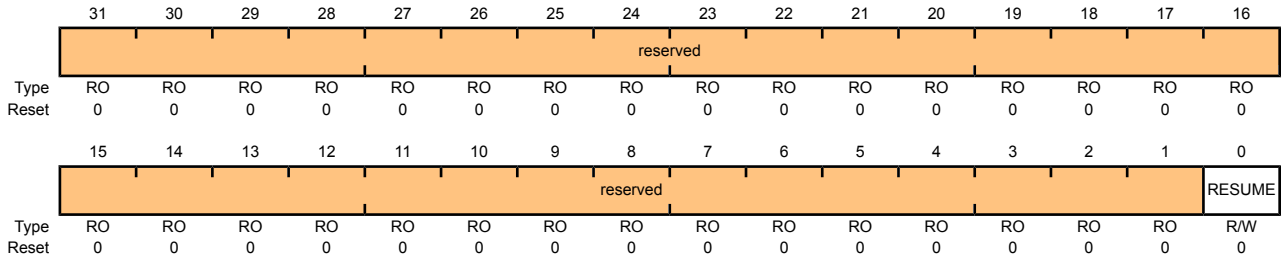 31 30 29 28 27 26 25 24 23 22 21 20 19 18 17 16
reserved
Type RO RO RO RO RO RO RO RO RO RO RO RO RO RO RO RO
Reset 0 0 0 0 0 0 0 0 0 0 0 0 0 0 0 0
15 14 13 12 11 10 9 8 7 6 5 4 3 2 1 0
reserved RESUME
Type RO RO RO RO RO RO RO RO RO RO RO RO RO RO RO R/W
Reset 0 0 0 0 0 0 0 0 0 0 0 0 0 0 0 0